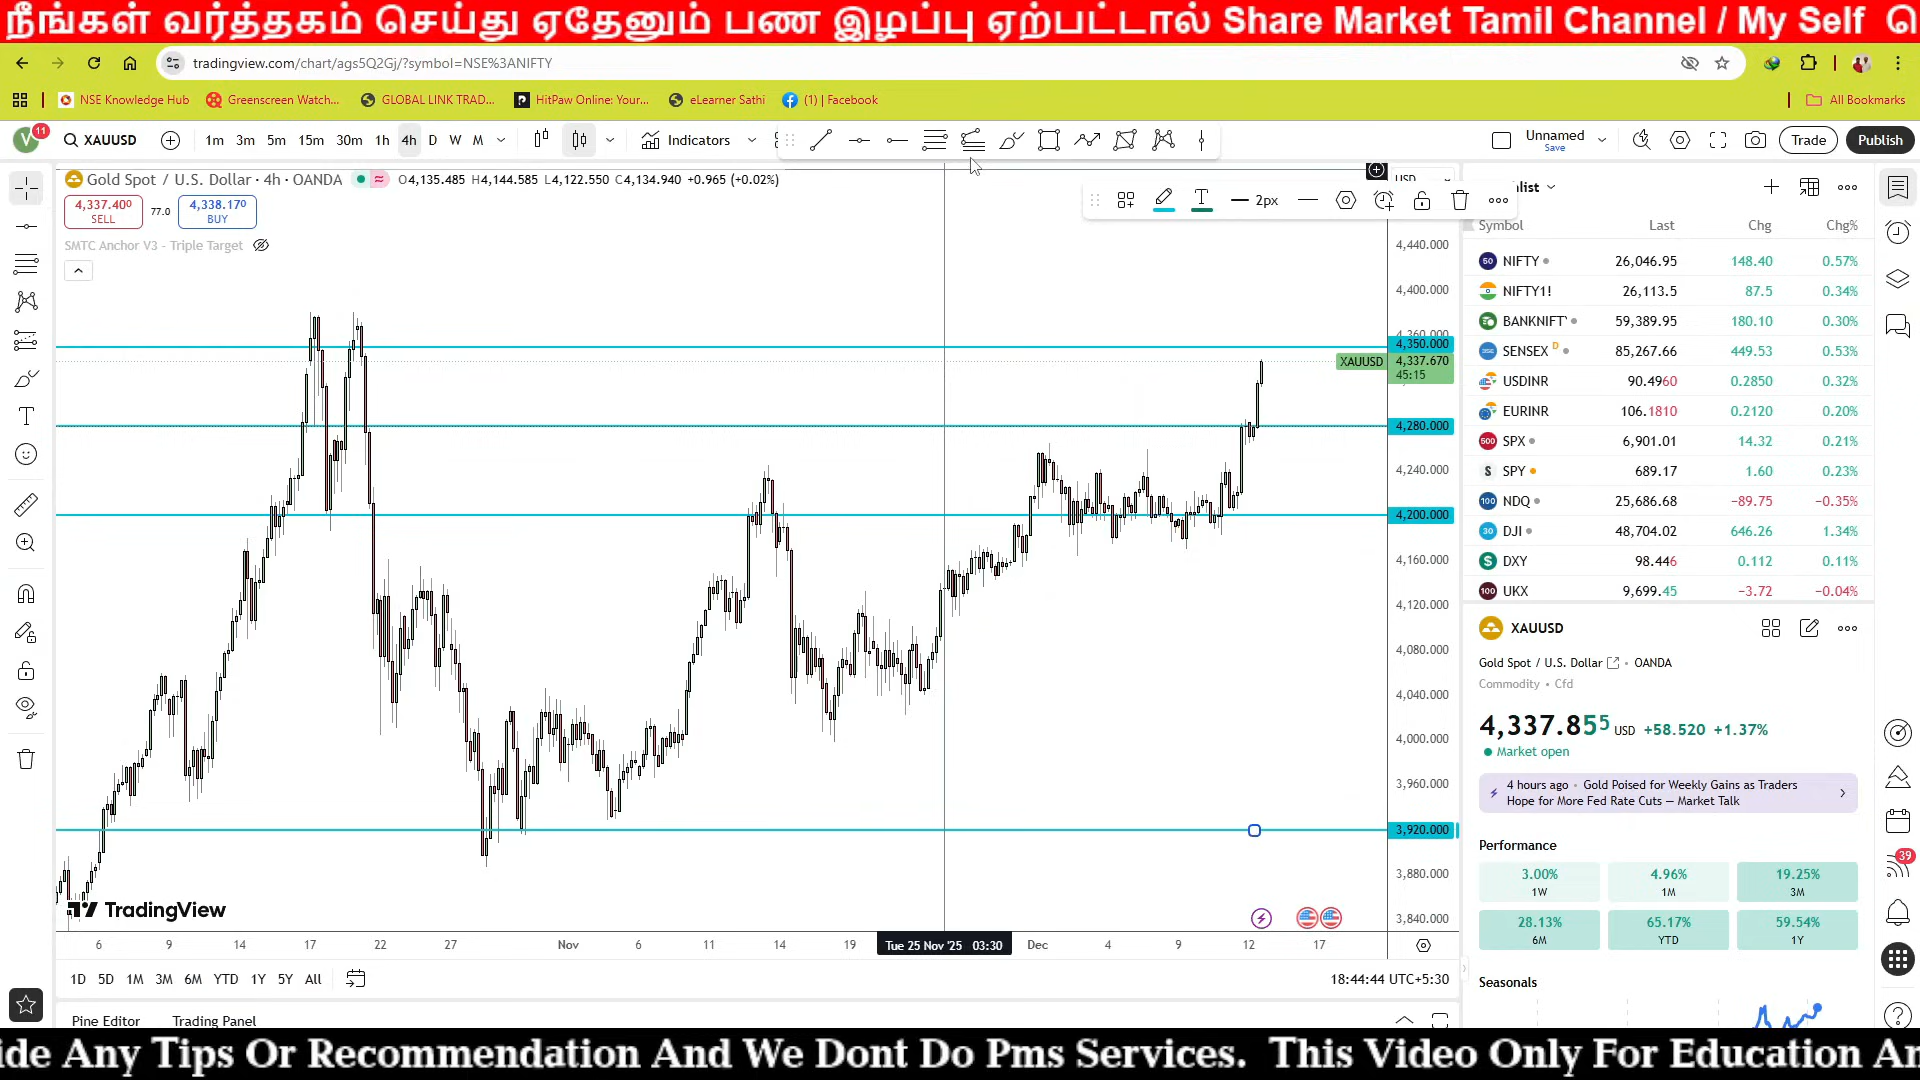 நீங்கள் வர்த்தகம் செய்து ஏதேனும் பண இழப்பு ஏற்பட்டால் Share Market Tamil Channel / My Self
tradingview.com/chart/ags5Q2Gj/?symbol=NSE%3ANIFTY
NSE Knowledge Hub Greenscreen Watch... GLOBAL LINK TRAD... HitPaw Online: Your... eLearner Sathi (1) | Facebook All Bookmarks
V 11 XAUUSD 1m 3m 5m 15m 30m 1h 4h D W M Indicators Unnamed Save Trade Publish
Gold Spot / U.S. Dollar · 4h · OANDA O4,135.485 H4,144.585 L4,122.550 C4,134.940 +0.965 (+0.02%)
4,337.400 SELL 77.0 4,338.170 BUY
SMTC Anchor V3 - Triple Target
USD
2px
4,440.000
4,400.000
4,360.000
4,350.000
XAUUSD 4,337.670
45:15
4,280.000
4,240.000
4,200.000
4,160.000
4,120.000
4,080.000
4,040.000
4,000.000
3,960.000
3,920.000
3,880.000
3,840.000
TradingView
6 9 14 17 22 27 Nov 6 11 14 19 Tue 25 Nov '25 03:30 Dec 4 9 12 17
1D 5D 1M 3M 6M YTD 1Y 5Y All 18:44:44 UTC+5:30
Pine Editor Trading Panel
list
Symbol Last Chg Chg%
50 NIFTY 26,046.95 148.40 0.57%
NIFTY1! 26,113.5 87.5 0.34%
BANKNIFT 59,389.95 180.10 0.30%
SENSEX D 85,267.66 449.53 0.53%
USDINR 90.4960 0.2850 0.32%
EURINR 106.1810 0.2120 0.20%
500 SPX 6,901.01 14.32 0.21%
S SPY 689.17 1.60 0.23%
100 NDQ 25,686.68 −89.75 −0.35%
30 DJI 48,704.02 646.26 1.34%
$ DXY 98.446 0.112 0.11%
100 UKX 9,699.45 −3.72 −0.04%
XAUUSD
Gold Spot / U.S. Dollar · OANDA
Commodity · Cfd
4,337.855 USD +58.520 +1.37%
Market open
4 hours ago · Gold Poised for Weekly Gains as Traders
Hope for More Fed Rate Cuts — Market Talk
Performance
3.00% 4.96% 19.25%
1W 1M 3M
28.13% 65.17% 59.54%
6M YTD 1Y
Seasonals
39
ide Any Tips Or Recommendation And We Dont Do Pms Services. This Video Only For Education An